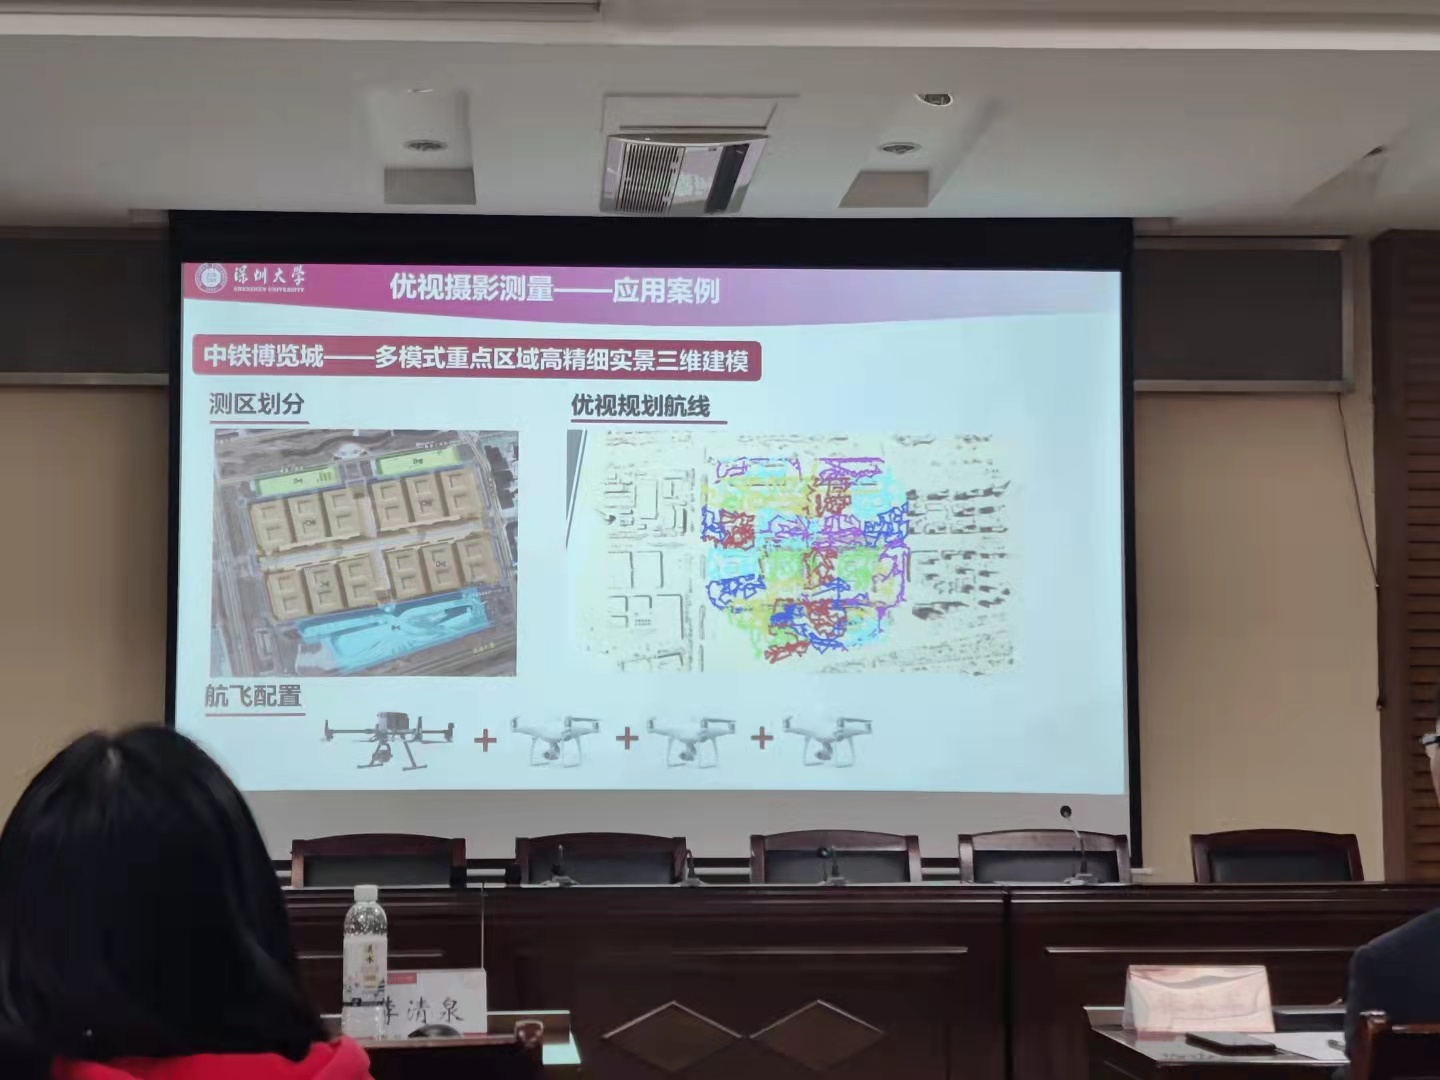 深圳大学
SHENZHEN UNIVERSITY
优视摄影测量——应用案例
中铁博览城——多模式重点区域高精细实景三维建模
测区划分
优视规划航线
航飞配置
+ + +
李清泉